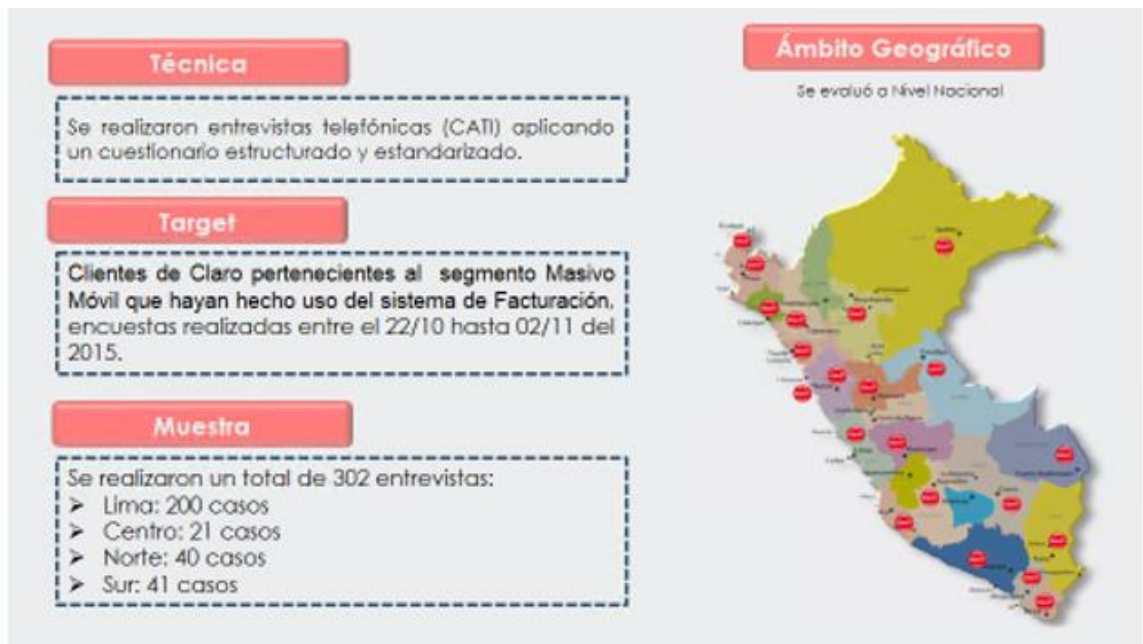 Técnica
Se realizaron entrevistas telefónicas (CATI) aplicando
un cuestionario estructurado y estandarizado.
Target
Clientes de Claro pertenecientes al segmento Masivo
Móvil que hayan hecho uso del sistema de Facturación,
encuestas realizadas entre el 22/10 hasta 02/11 del
2015.
Muestra
Se realizaron un total de 302 entrevistas:
➤ Lima: 200 casos
➤ Centro: 21 casos
➤ Norte: 40 casos
➤ Sur: 41 casos
Ámbito Geográfico
Se evaluó a Nivel Nacional